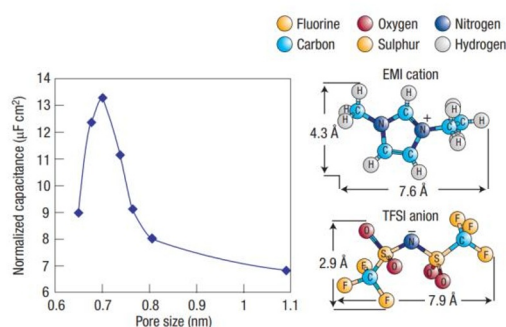 Fluorine Oxygen Nitrogen
Carbon Sulphur Hydrogen
14
13
12
11
10
9
8
7
6
Normalized capacitance (μF cm²)
0.6 0.7 0.8 0.9 1.0 1.1
Pore size (nm)
EMI cation
H
H
C
H
H
C
N
+
N
C
C
H
H
C
C
H
H
H
H
4.3 Å
7.6 Å
TFSI anion
O
−
N
F
F
C
F
S
S
O
O
O
F
C
F
F
2.9 Å
7.9 Å